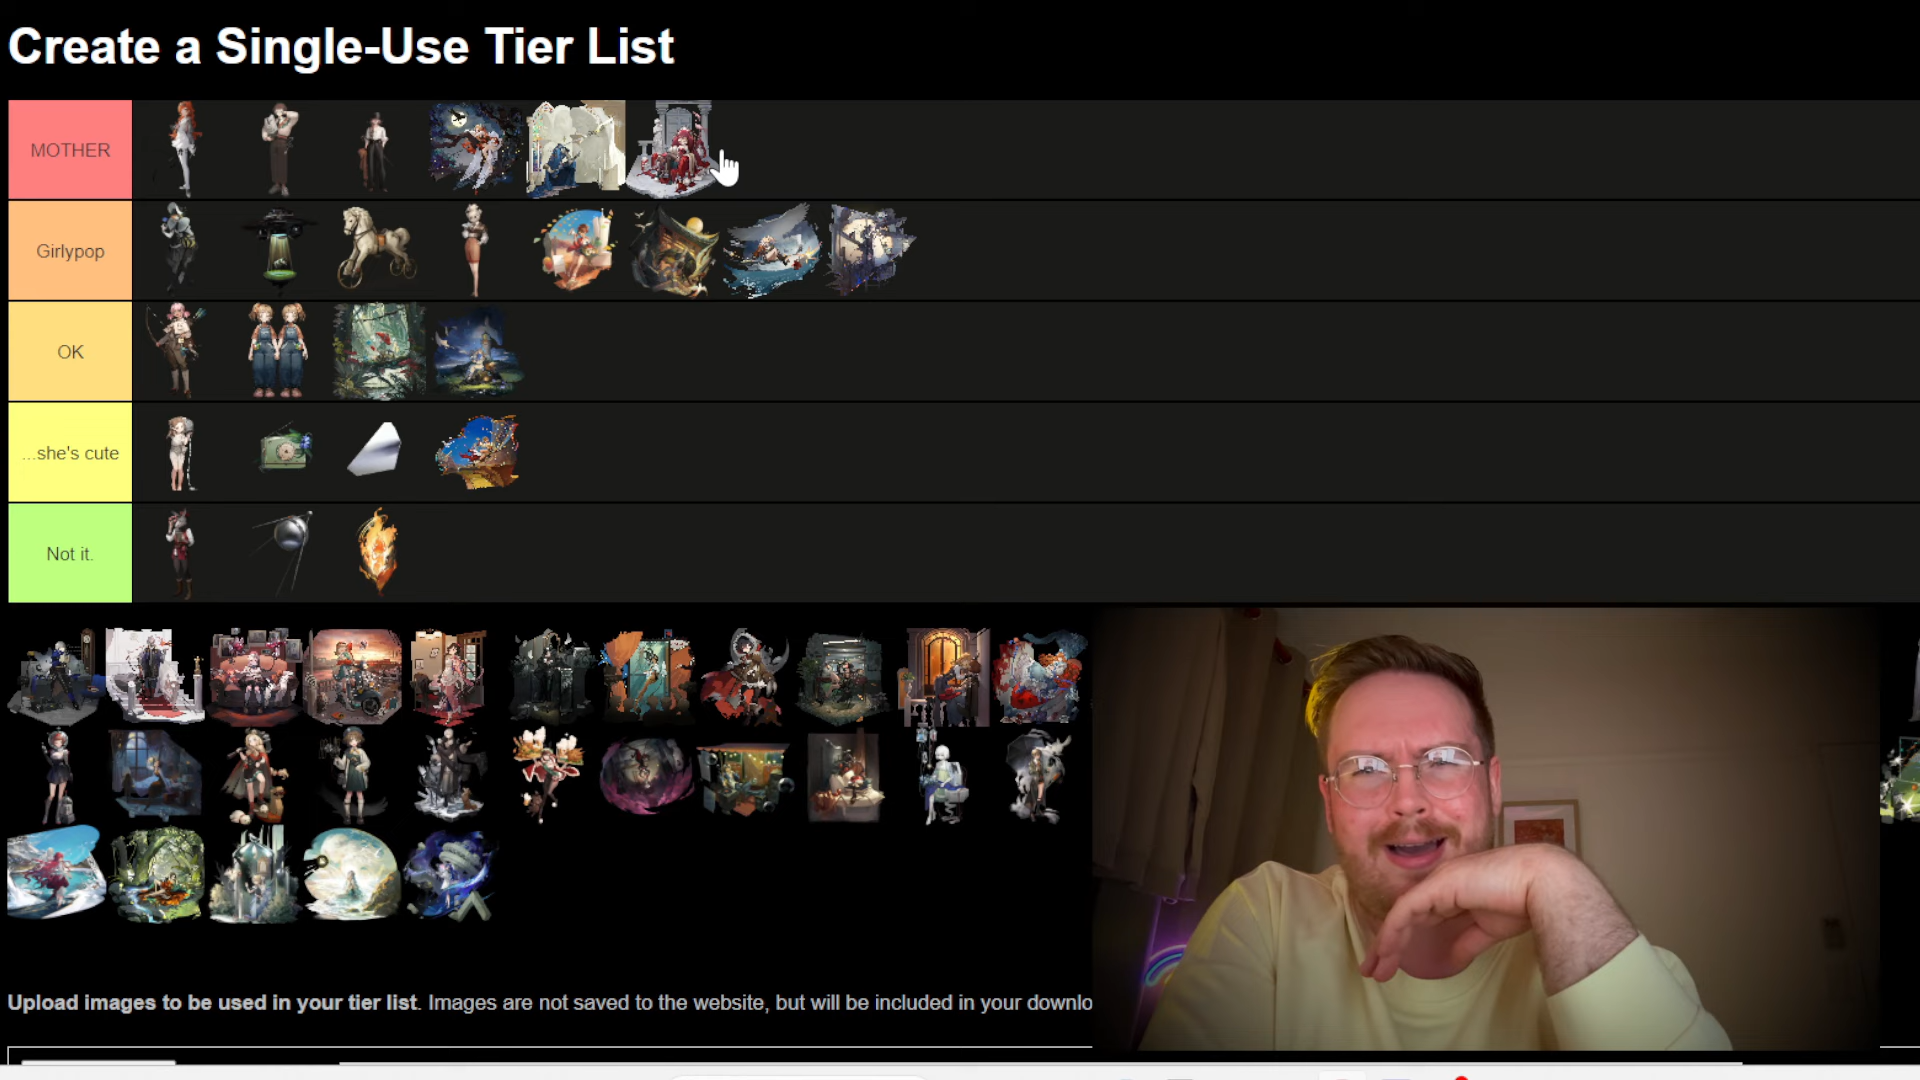 Create a Single-Use Tier List
MOTHER
Girlypop
OK
...she's cute
Not it.
Upload images to be used in your tier list. Images are not saved to the website, but will be included in your downlo